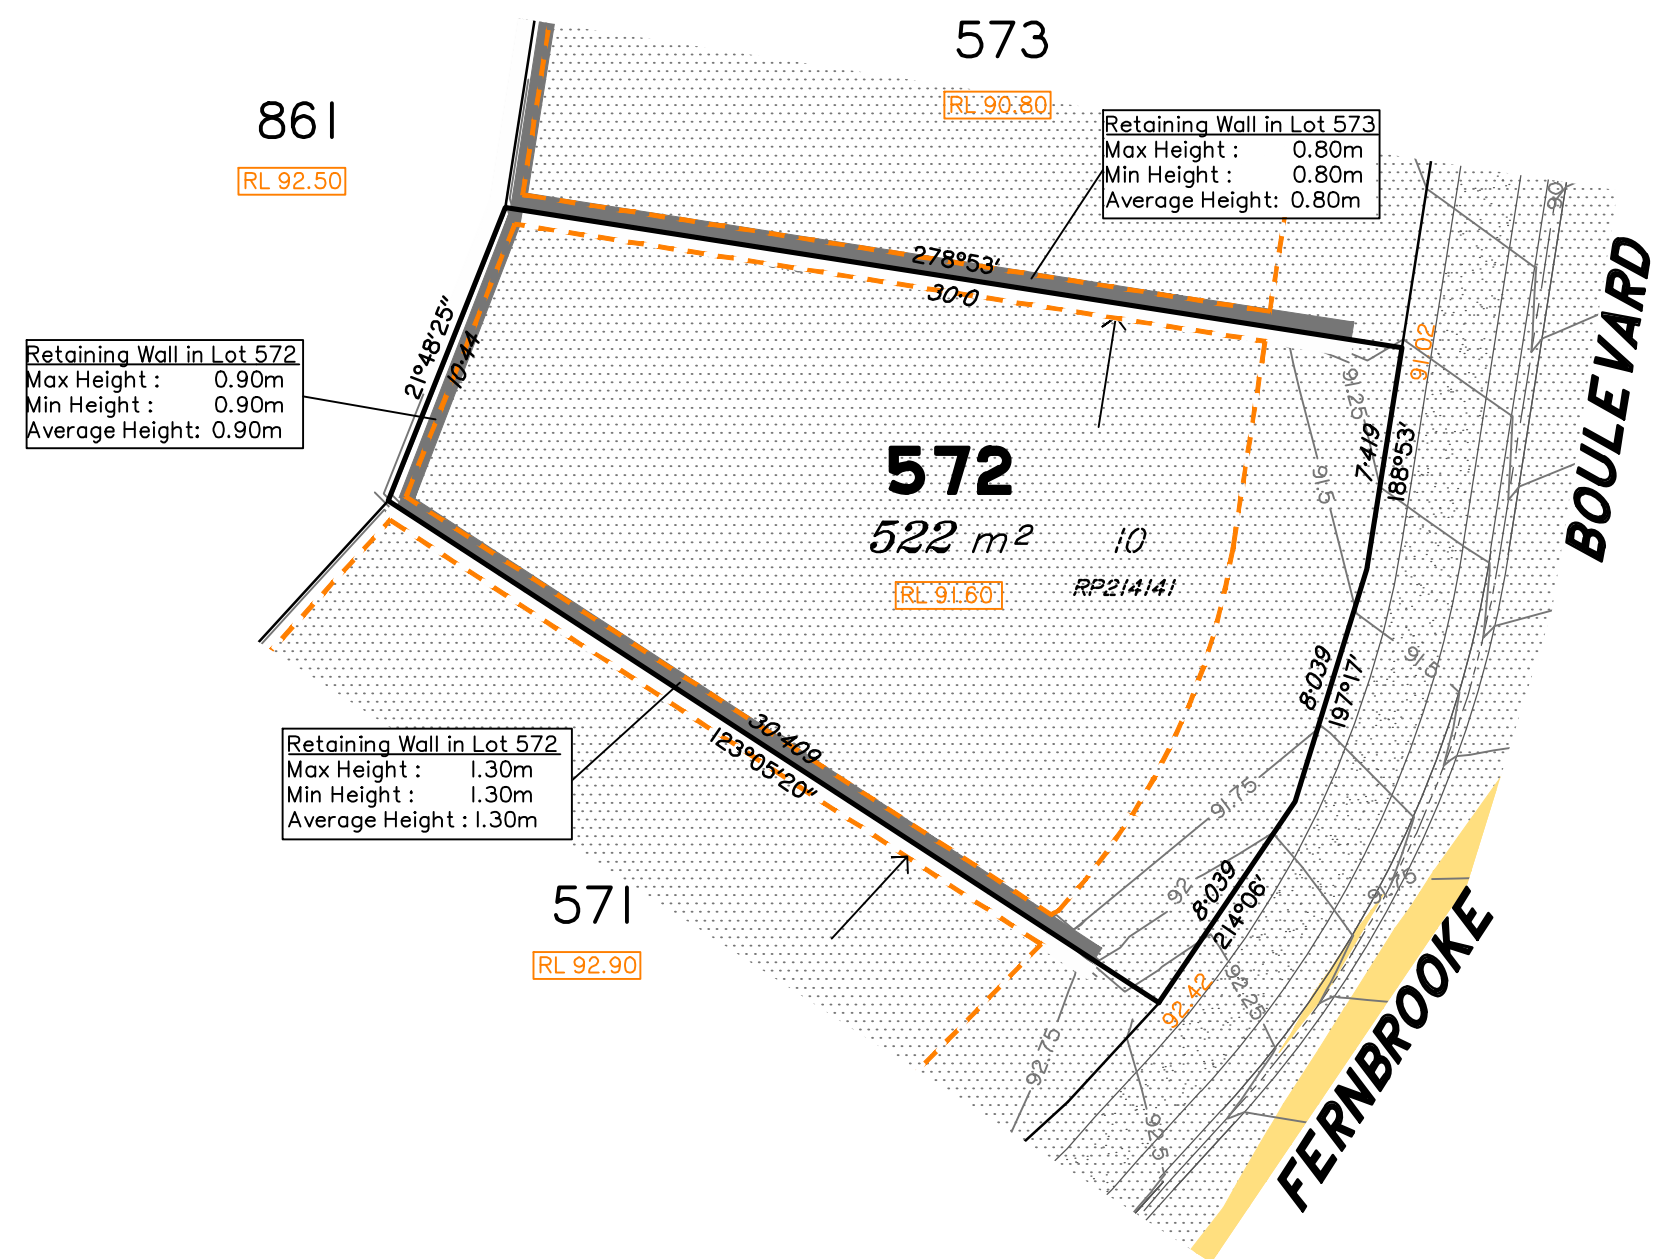 573
RL 90.80
861
RL 92.50
Retaining Wall in Lot 573
Max Height : 0.80m
Min Height : 0.80m
Average Height: 0.80m
90
BOULEVARD
278°53'
30·0
21°48'25"
10·44
91.02
91.25
Retaining Wall in Lot 572
Max Height : 0.90m
Min Height : 0.90m
Average Height: 0.90m
7·419
188°53'
91.5
572
522 m²
10
RP214141
RL 91.60
91.5
8·039
197°17'
30·409
123°05'20"
Retaining Wall in Lot 572
Max Height : 1.30m
Min Height : 1.30m
Average Height : 1.30m
91.75
92
8·039
214°06'
91.75
571
RL 92.90
92.42
92.25
92.75
92.5
FERNBROOKE